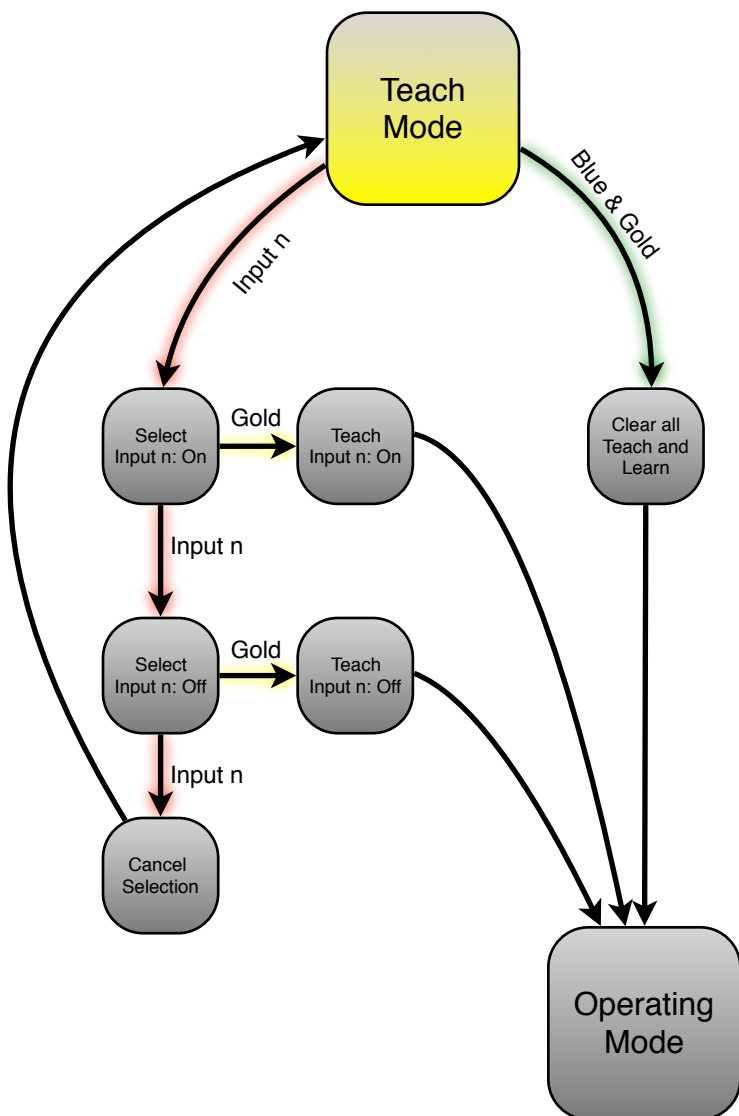 Teach
Mode
Blue & Gold
Input n
Select
Input n: On
Gold
Teach
Input n: On
Clear all
Teach and
Learn
Input n
Select
Input n: Off
Gold
Teach
Input n: Off
Input n
Cancel
Selection
Operating
Mode